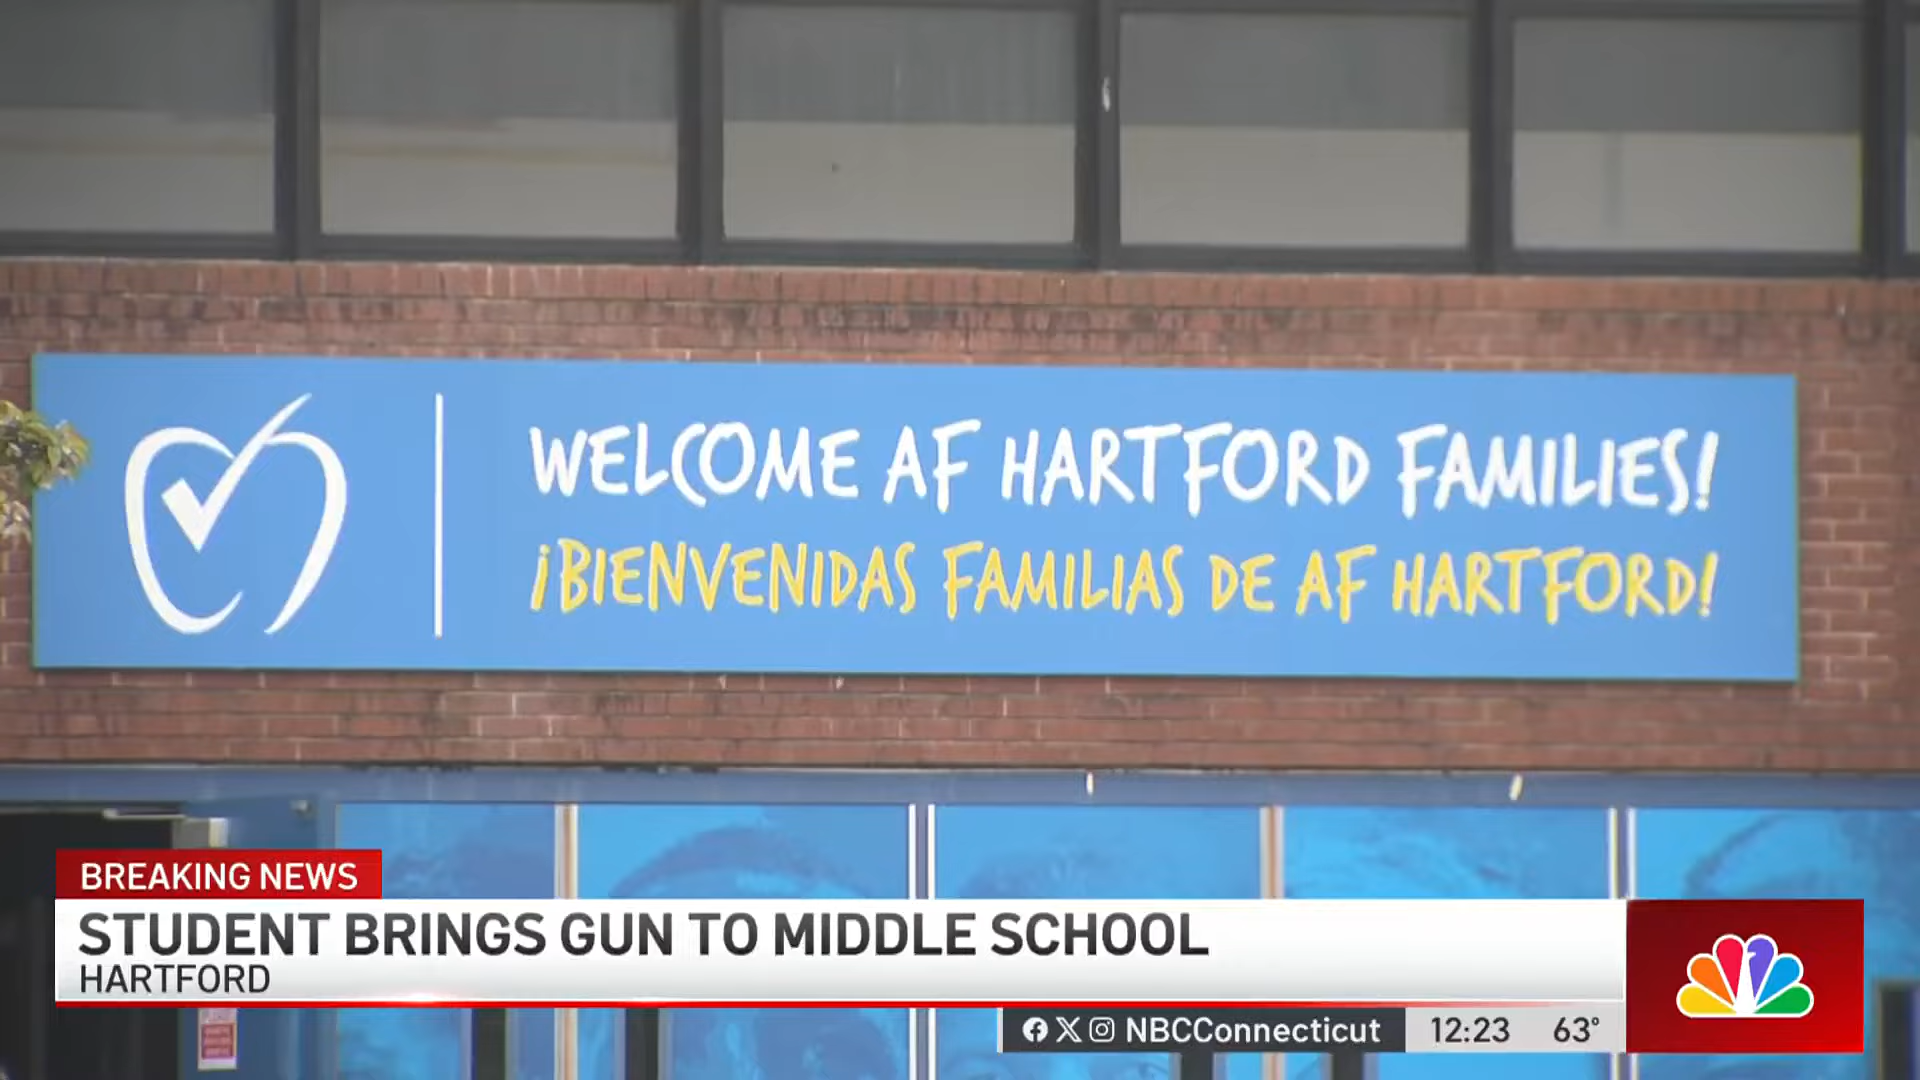 WELCOME AF HARTFORD FAMILIES!
¡BIENVENIDAS FAMILIAS DE AF HARTFORD!
BREAKING NEWS
STUDENT BRINGS GUN TO MIDDLE SCHOOL
HARTFORD
NBCConnecticut 12:23 63°